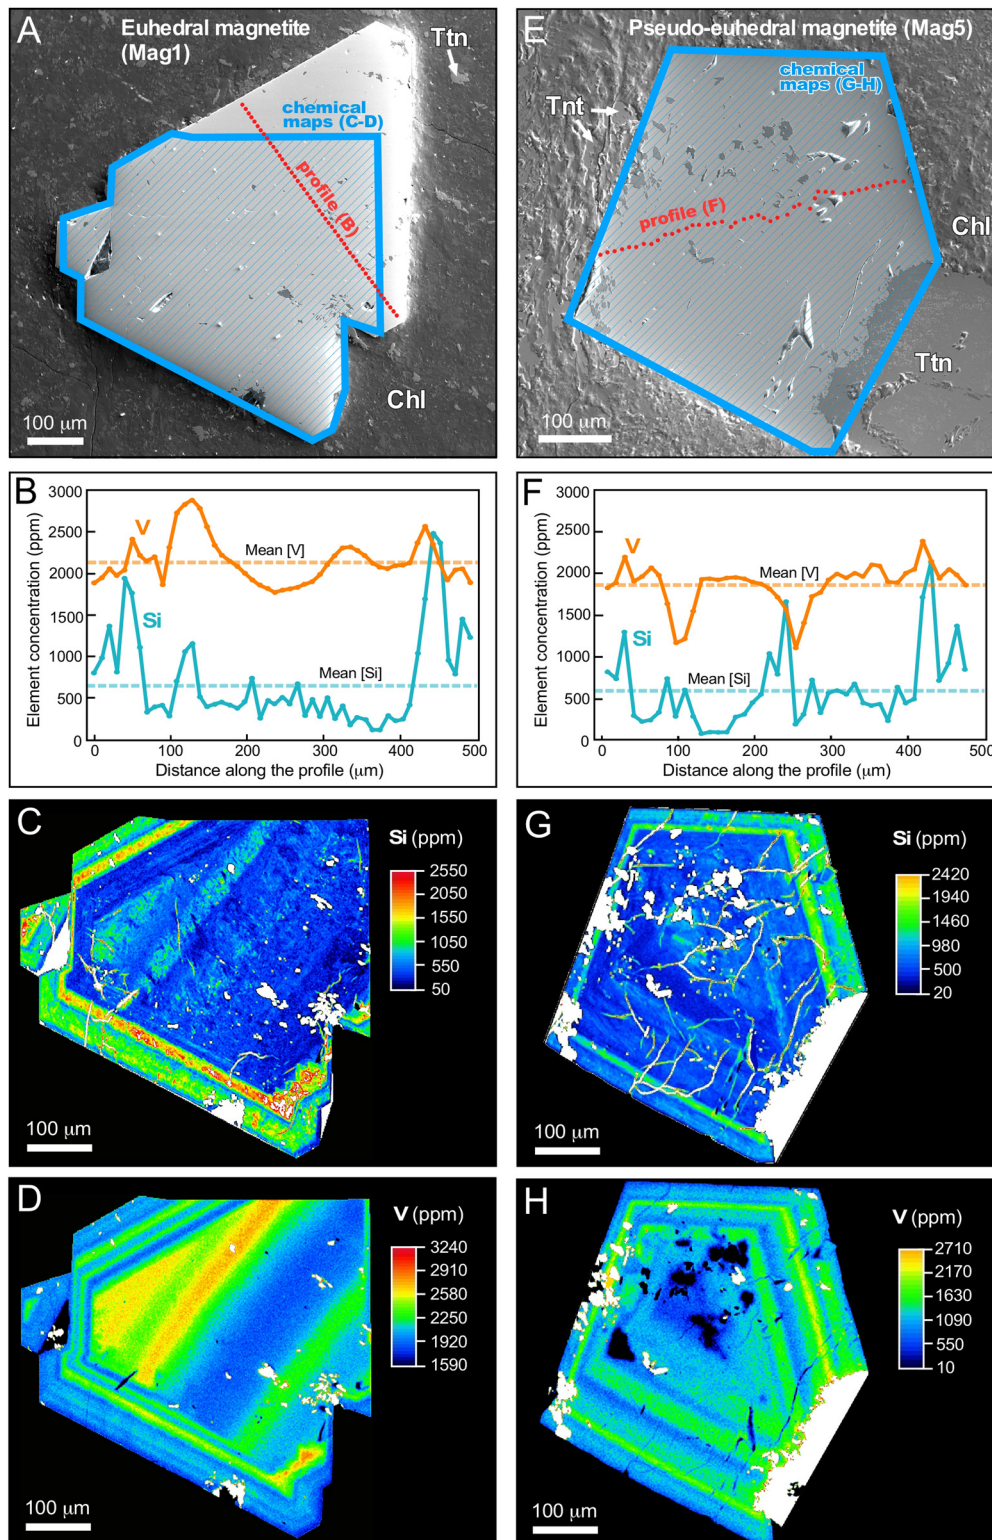 A
Euhedral magnetite
(Mag1)
Ttn
chemical
maps (C-D)
profile (B)
Chl
100 μm
E
Pseudo-euhedral magnetite (Mag5)
chemical
maps (G-H)
Tnt
profile (F)
Chl
Ttn
100 μm
B
Element concentration (ppm)
3000
2500
2000
1500
1000
500
0
V
Mean [V]
Si
Mean [Si]
0
100
200
300
400
500
Distance along the profile (μm)
F
Element concentration (ppm)
3000
2500
2000
1500
1000
500
0
V
Mean [V]
Si
Mean [Si]
0
100
200
300
400
500
Distance along the profile (μm)
C
Si (ppm)
2550
2050
1550
1050
550
50
100 μm
G
Si (ppm)
2420
1940
1460
980
500
20
100 μm
D
V (ppm)
3240
2910
2580
2250
1920
1590
100 μm
H
V (ppm)
2710
2170
1630
1090
550
10
100 μm